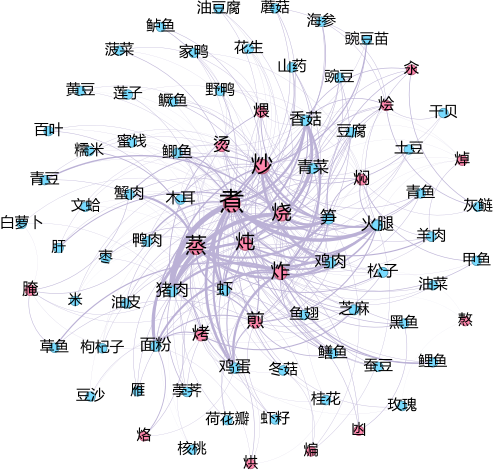 油豆腐
蘑菇
鲈鱼
海参
菠菜
家鸭
花生
豌豆苗
山药
汆
黄豆
莲子
鳜鱼
野鸭
豌豆
煨
烩
干贝
百叶
香菇
豆腐
糯米
蜜饯
鲫鱼
烫
土豆
炒
青菜
焯
青豆
蟹肉
木耳
焖
青鱼
煮
文蛤
烧
笋
灰鲢
白萝卜
火腿
肝
鸭肉
蒸
炖
羊肉
枣
鸡肉
甲鱼
炸
松子
腌
米
油皮
猪肉
虾
油菜
鱼翅
芝麻
煎
黑鱼
熬
草鱼
枸杞子
面粉
烤
鳝鱼
鸡蛋
冬菇
蚕豆
鲤鱼
豆沙
雁
荸荠
桂花
玫瑰
荷花瓣
虾籽
烙
卤
核桃
煸
烘